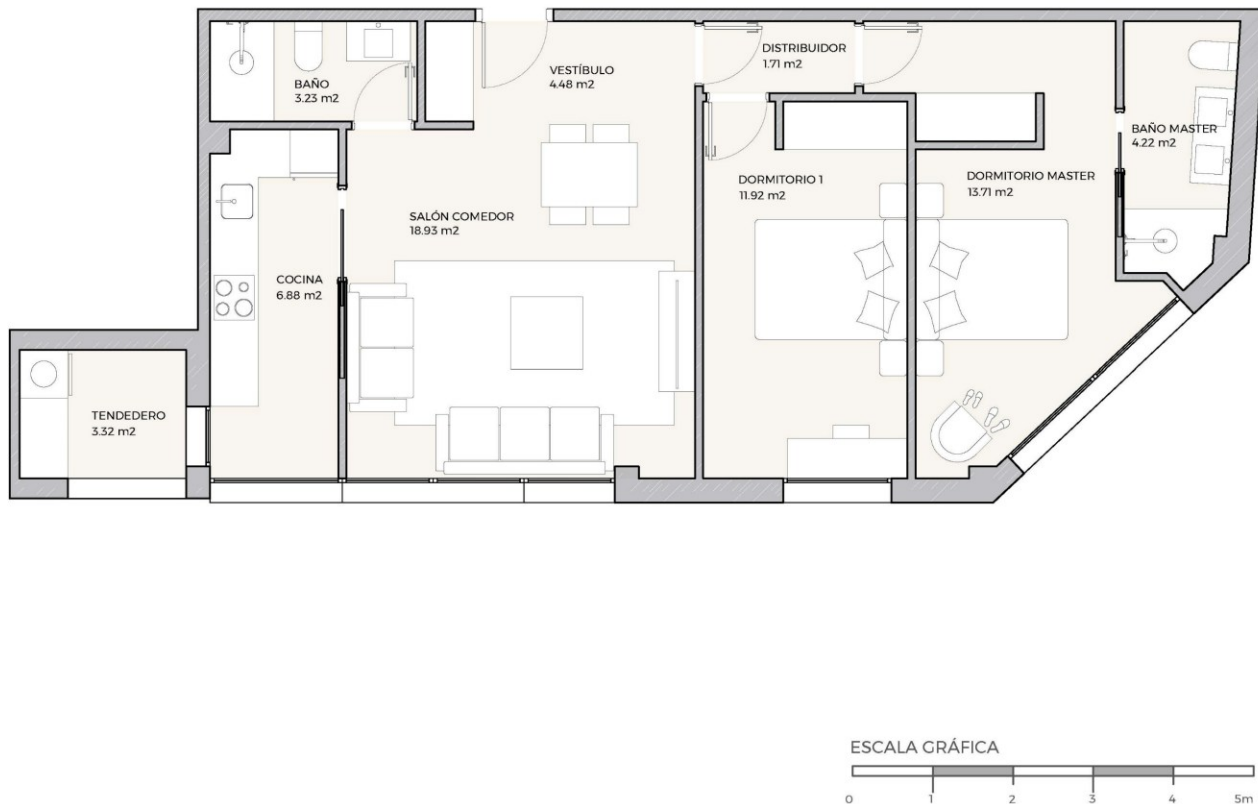 BAÑO
3.23 m2
VESTÍBULO
4.48 m2
DISTRIBUIDOR
1.71 m2
BAÑO MASTER
4.22 m2
DORMITORIO 1
11.92 m2
DORMITORIO MASTER
13.71 m2
SALÓN COMEDOR
18.93 m2
COCINA
6.88 m2
TENDEDERO
3.32 m2
ESCALA GRÁFICA
0 1 2 3 4 5m